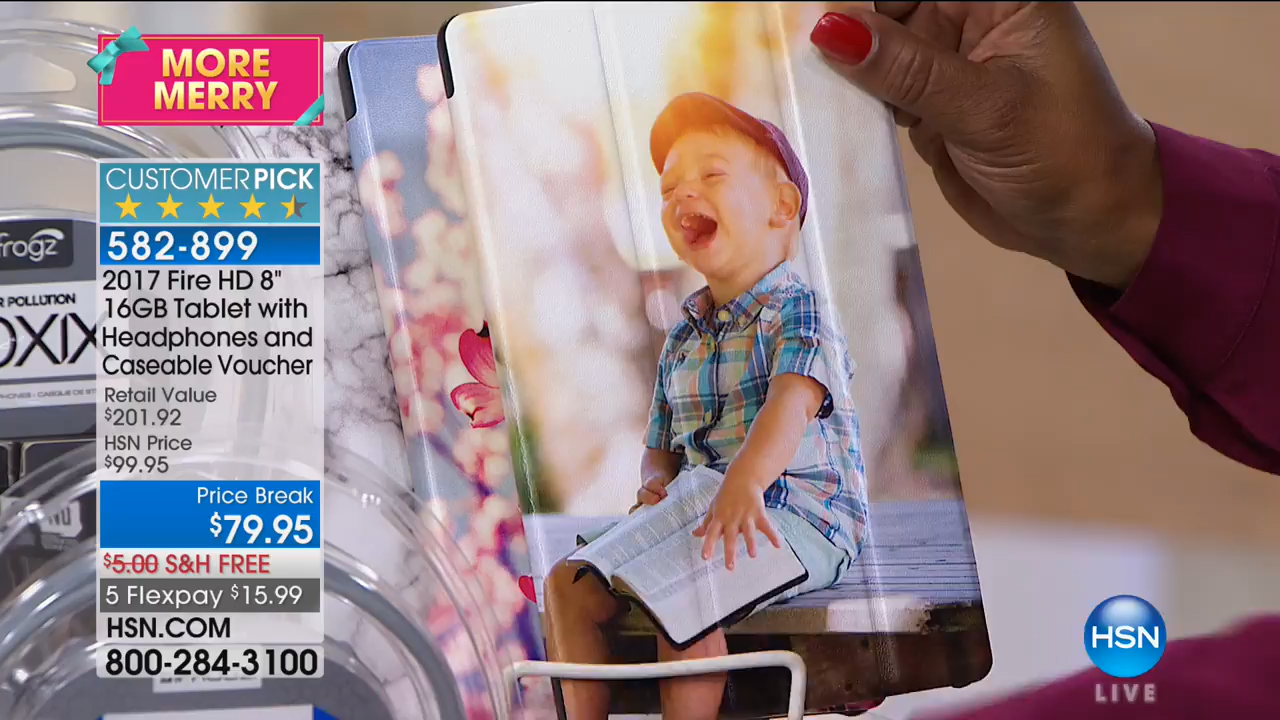 MORE
MERRY
CUSTOMERPICK
582-899
2017 Fire HD 8"
16GB Tablet with
Headphones and
Caseable Voucher
Retail Value
$201.92
HSN Price
$99.95
Price Break
$79.95
$5.00 S&H FREE
5 Flexpay $15.99
HSN.COM
800-284-3100
frogz
R POLLUTION
OXIX
HSN
LIVE